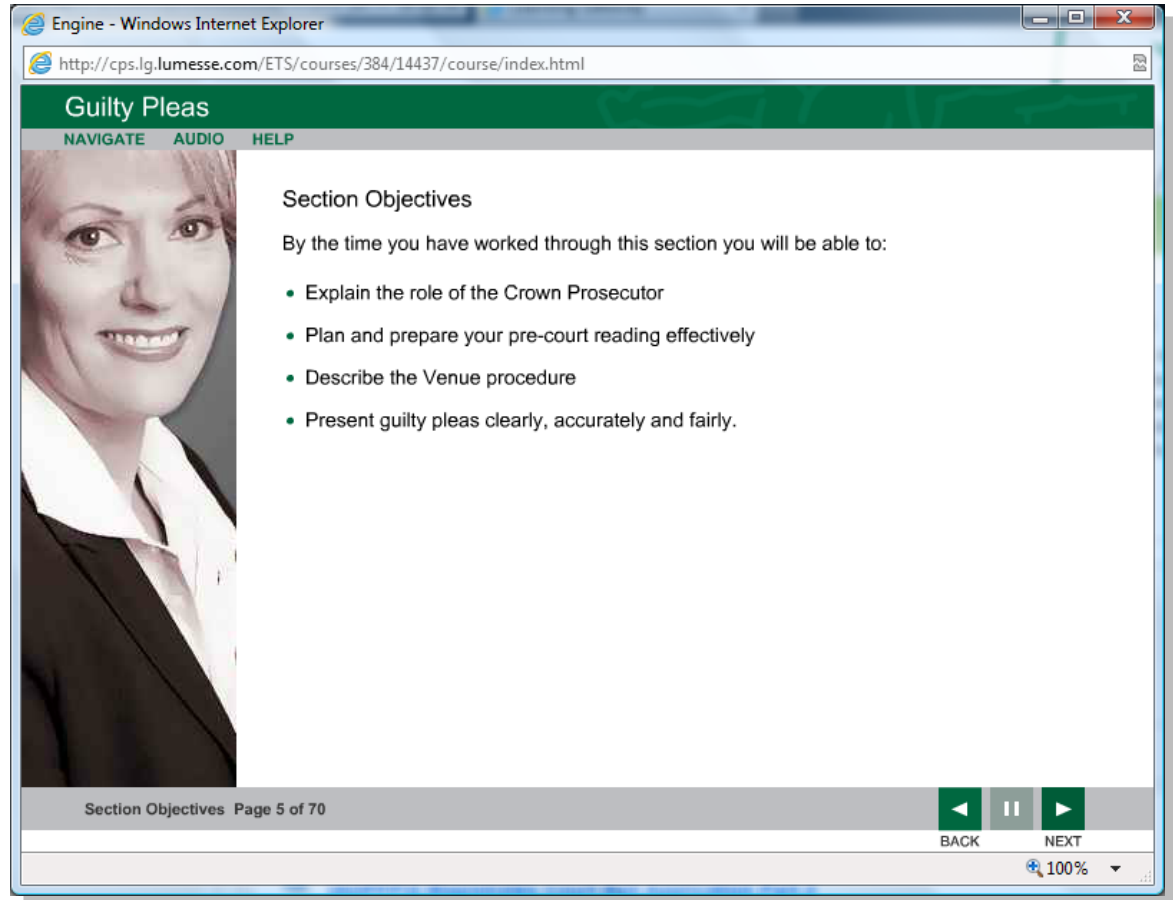 Engine - Windows Internet Explorer
http://cps.lg.lumesse.com/ETS/courses/384/14437/course/index.html
Guilty Pleas
NAVIGATE AUDIO HELP
Section Objectives
By the time you have worked through this section you will be able to:
• Explain the role of the Crown Prosecutor
• Plan and prepare your pre-court reading effectively
• Describe the Venue procedure
• Present guilty pleas clearly, accurately and fairly.
Section Objectives Page 5 of 70
BACK NEXT
100%